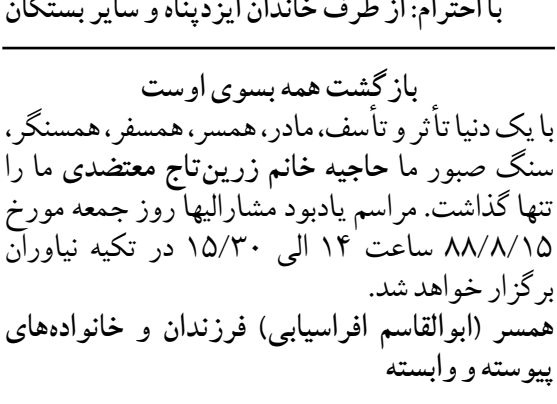 با احترام: از طرف خاندان ایزدپناه و سایر بستگان
بازگشت همه بسوی اوست
با یک دنیا تأثر و تأسف، مادر، همسر، همسفر، همسنگر،
سنگ صبور ما حاجیه خانم زرین‌تاج معتضدی ما را
تنها گذاشت. مراسم یادبود مشارالیها روز جمعه مورخ
۸۸/۸/۱۵ ساعت ۱۴ الی ۱۵/۳۰ در تکیه نیاوران
برگزار خواهد شد.
همسر (ابوالقاسم افراسیابی) فرزندان و خانواده‌های
پیوسته و وابسته